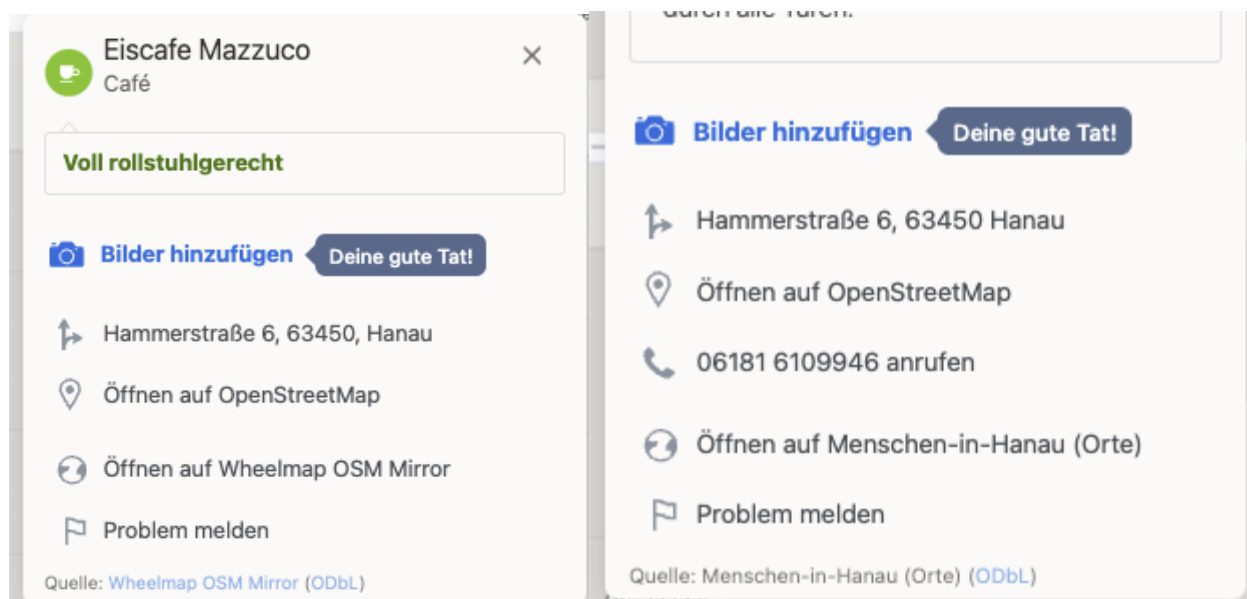 Eiscafe Mazzuco
Café
Voll rollstuhlgerecht
Bilder hinzufügen
Deine gute Tat!
Hammerstraße 6, 63450, Hanau
Öffnen auf OpenStreetMap
Öffnen auf Wheelmap OSM Mirror
Problem melden
Quelle: Wheelmap OSM Mirror (ODbL)
durch alle Türen.
Bilder hinzufügen
Deine gute Tat!
Hammerstraße 6, 63450 Hanau
Öffnen auf OpenStreetMap
06181 6109946 anrufen
Öffnen auf Menschen-in-Hanau (Orte)
Problem melden
Quelle: Menschen-in-Hanau (Orte) (ODbL)